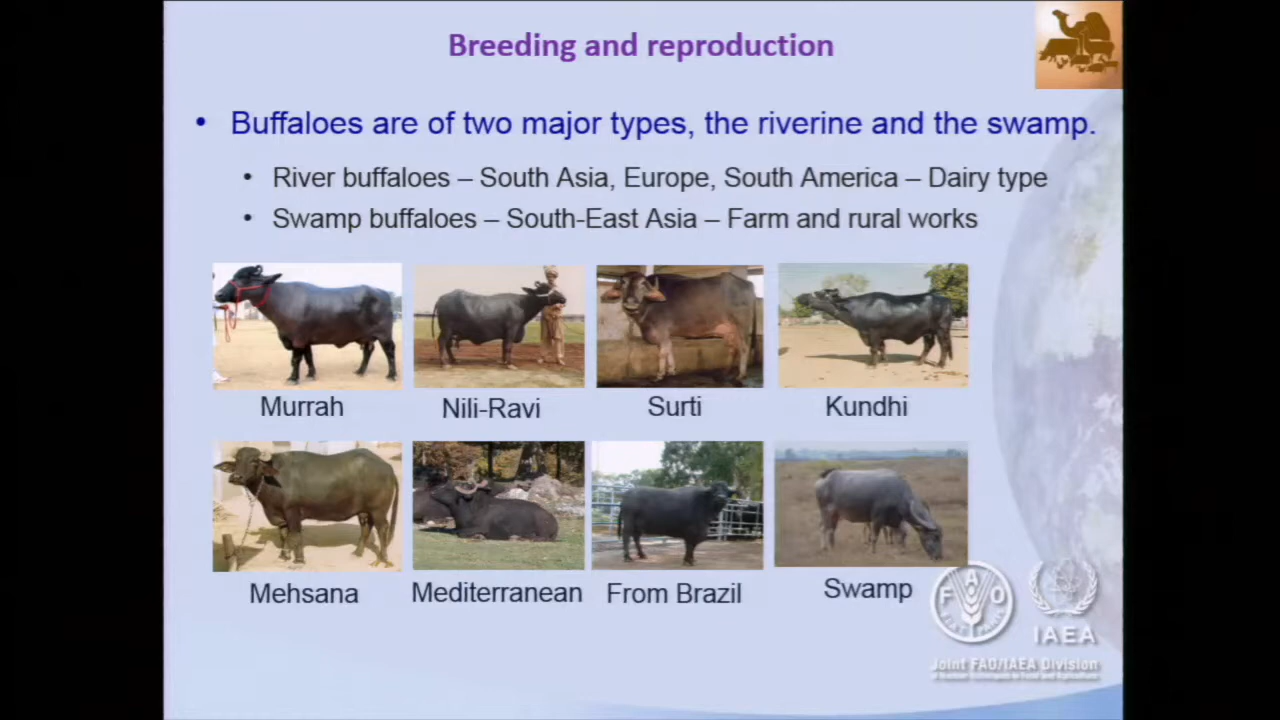 Breeding and reproduction
• Buffaloes are of two major types, the riverine and the swamp.
• River buffaloes – South Asia, Europe, South America – Dairy type
• Swamp buffaloes – South-East Asia – Farm and rural works
Murrah
Nili-Ravi
Surti
Kundhi
Mehsana
Mediterranean
From Brazil
Swamp
F A O
FIAT PANIS
IAEA
Joint FAO/IAEA Division